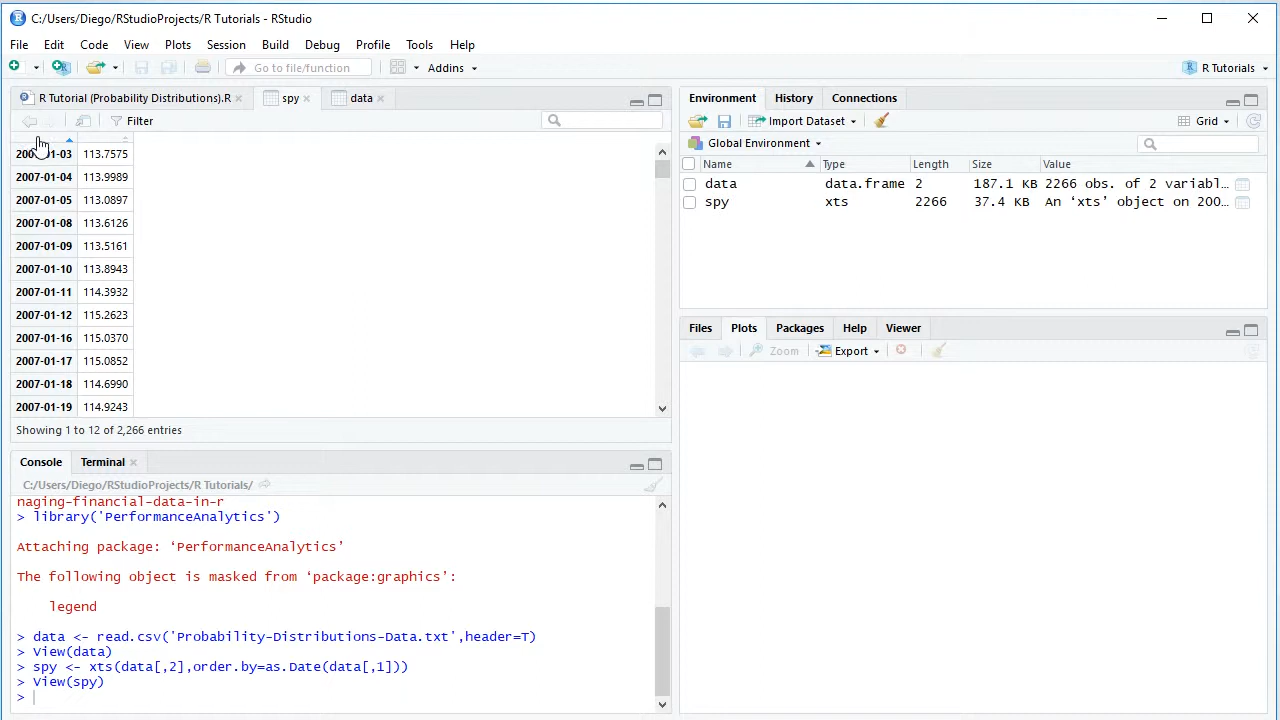 C:/Users/Diego/RStudioProjects/R Tutorials - RStudio
File Edit Code View Plots Session Build Debug Profile Tools Help
Go to file/function Addins R Tutorials
R Tutorial (Probability Distributions).R spy data
Filter
2007-01-03 113.7575
2007-01-04 113.9989
2007-01-05 113.0897
2007-01-08 113.6126
2007-01-09 113.5161
2007-01-10 113.8943
2007-01-11 114.3932
2007-01-12 115.2623
2007-01-16 115.0370
2007-01-17 115.0852
2007-01-18 114.6990
2007-01-19 114.9243
Showing 1 to 12 of 2,266 entries
Console Terminal
C:/Users/Diego/RStudioProjects/R Tutorials/
naging-financial-data-in-r
> library('PerformanceAnalytics')
Attaching package: ‘PerformanceAnalytics’
The following object is masked from ‘package:graphics’:
legend
> data <- read.csv('Probability-Distributions-Data.txt',header=T)
> View(data)
> spy <- xts(data[,2],order.by=as.Date(data[,1]))
> View(spy)
>
Environment History Connections
Import Dataset Grid
Global Environment
Name Type Length Size Value
data data.frame 2 187.1 KB 2266 obs. of 2 variabl…
spy xts 2266 37.4 KB An ‘xts’ object on 200…
Files Plots Packages Help Viewer
Zoom Export